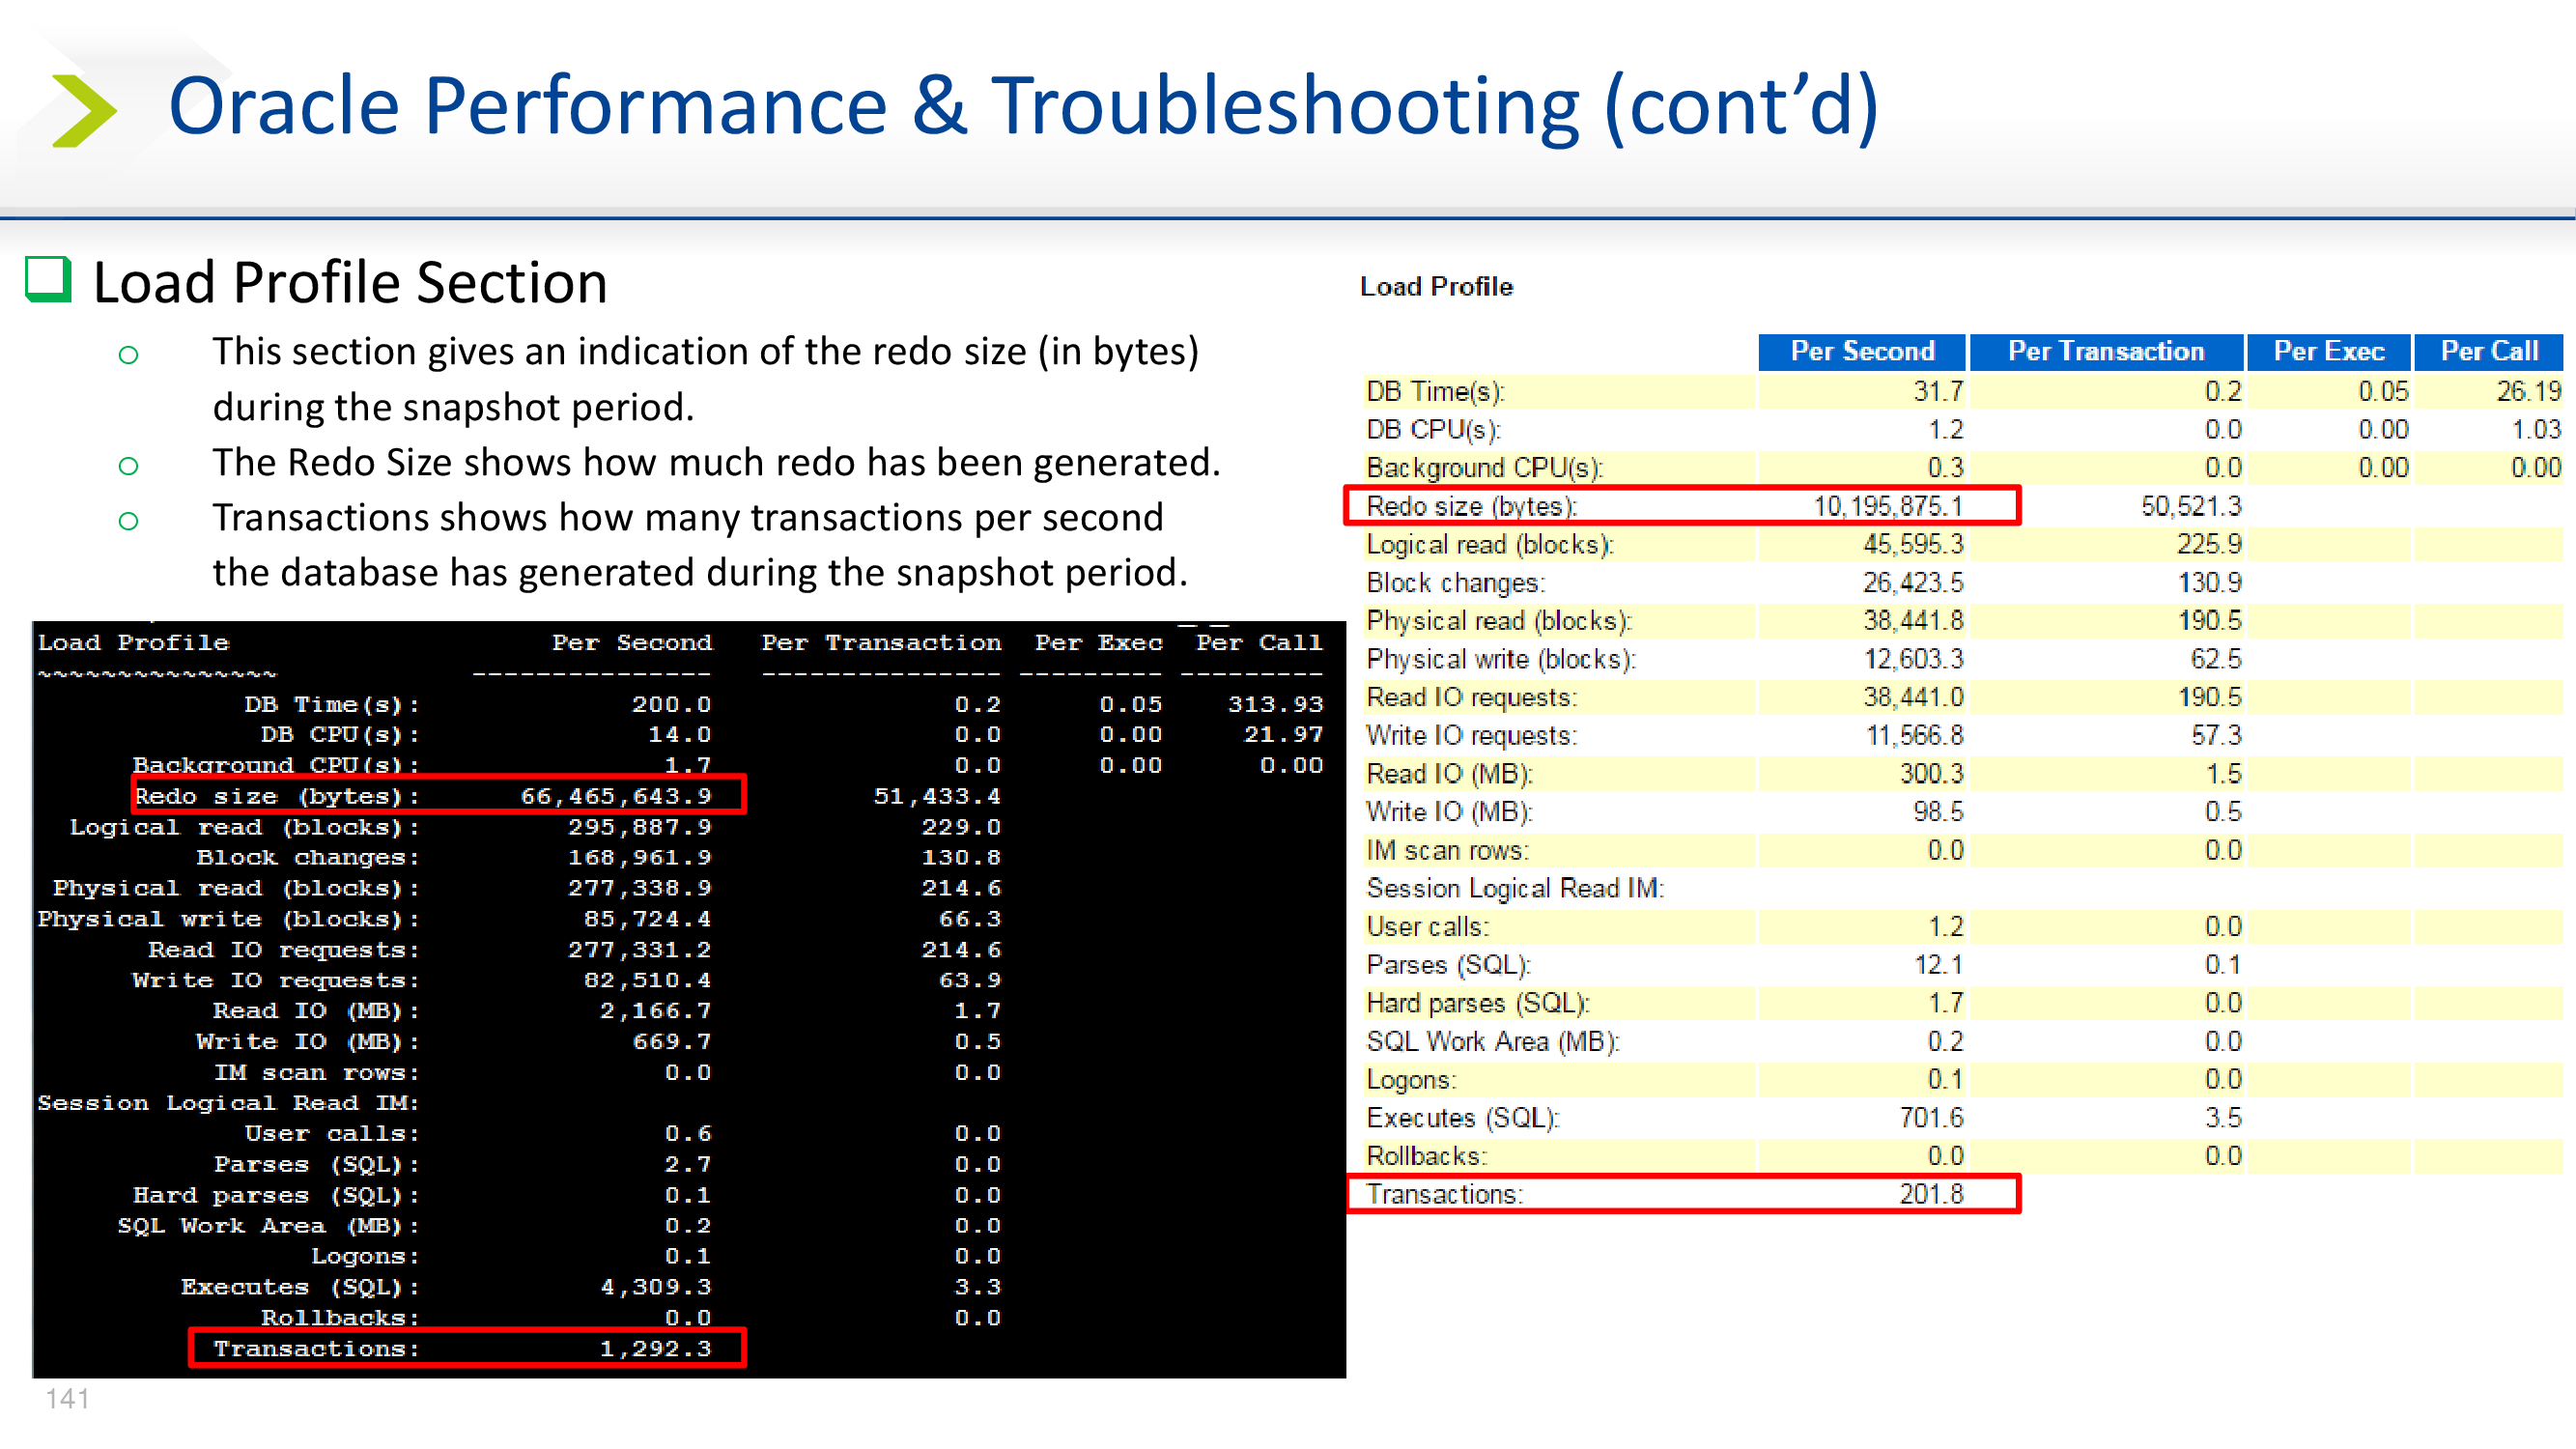 Oracle Performance & Troubleshooting (cont’d)
Load Profile Section
This section gives an indication of the redo size (in bytes)
during the snapshot period.
The Redo Size shows how much redo has been generated.
Transactions shows how many transactions per second
the database has generated during the snapshot period.
Load Profile Per Second Per Transaction Per Exec Per Call
~~~~~~~~~~~~~~~ --------------- --------------- --------- ---------
DB Time(s): 200.0 0.2 0.05 313.93
DB CPU(s): 14.0 0.0 0.00 21.97
Background CPU(s): 1.7 0.0 0.00 0.00
Redo size (bytes): 66,465,643.9 51,433.4
Logical read (blocks): 295,887.9 229.0
Block changes: 168,961.9 130.8
Physical read (blocks): 277,338.9 214.6
Physical write (blocks): 85,724.4 66.3
Read IO requests: 277,331.2 214.6
Write IO requests: 82,510.4 63.9
Read IO (MB): 2,166.7 1.7
Write IO (MB): 669.7 0.5
IM scan rows: 0.0 0.0
Session Logical Read IM:
User calls: 0.6 0.0
Parses (SQL): 2.7 0.0
Hard parses (SQL): 0.1 0.0
SQL Work Area (MB): 0.2 0.0
Logons: 0.1 0.0
Executes (SQL): 4,309.3 3.3
Rollbacks: 0.0 0.0
Transactions: 1,292.3
Load Profile
Per Second Per Transaction Per Exec Per Call
DB Time(s): 31.7 0.2 0.05 26.19
DB CPU(s): 1.2 0.0 0.00 1.03
Background CPU(s): 0.3 0.0 0.00 0.00
Redo size (bytes): 10,195,875.1 50,521.3
Logical read (blocks): 45,595.3 225.9
Block changes: 26,423.5 130.9
Physical read (blocks): 38,441.8 190.5
Physical write (blocks): 12,603.3 62.5
Read IO requests: 38,441.0 190.5
Write IO requests: 11,566.8 57.3
Read IO (MB): 300.3 1.5
Write IO (MB): 98.5 0.5
IM scan rows: 0.0 0.0
Session Logical Read IM:
User calls: 1.2 0.0
Parses (SQL): 12.1 0.1
Hard parses (SQL): 1.7 0.0
SQL Work Area (MB): 0.2 0.0
Logons: 0.1 0.0
Executes (SQL): 701.6 3.5
Rollbacks: 0.0 0.0
Transactions: 201.8
141